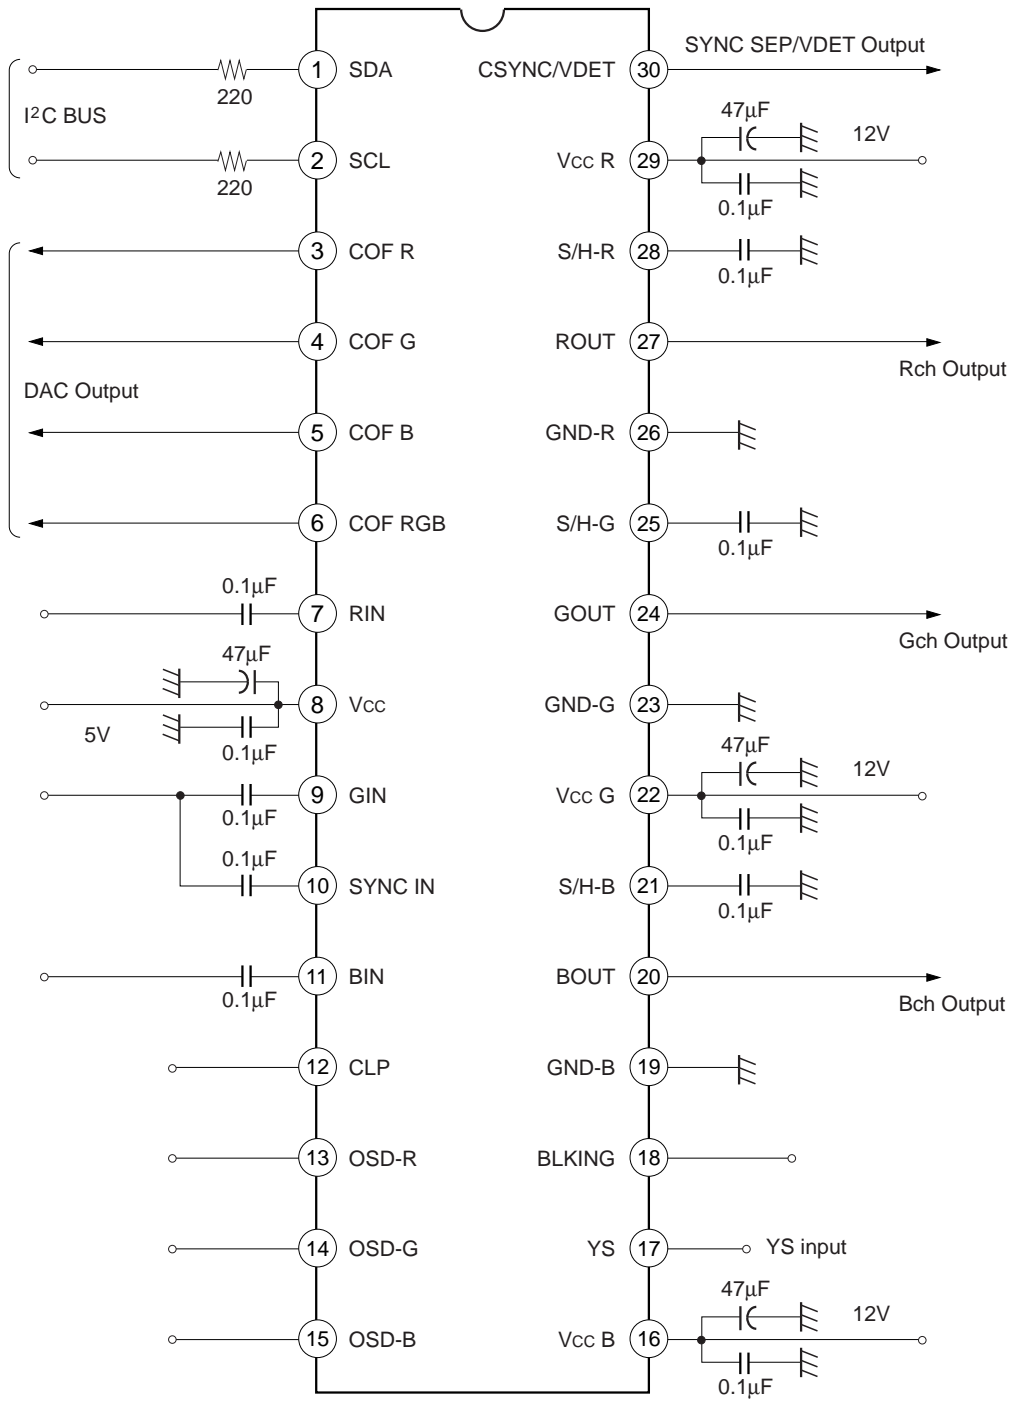 SYNC SEP/VDET Output
1 SDA
CSYNC/VDET 30
220
I2C BUS
47µF
12V
2 SCL
VCC R 29
220
0.1µF
3 COF R
S/H-R 28
0.1µF
4 COF G
ROUT 27
Rch Output
DAC Output
5 COF B
GND-R 26
6 COF RGB
S/H-G 25
0.1µF
0.1µF
7 RIN
GOUT 24
Gch Output
47µF
8 VCC
GND-G 23
5V
0.1µF
47µF
12V
9 GIN
VCC G 22
0.1µF
0.1µF
0.1µF
10 SYNC IN
S/H-B 21
0.1µF
11 BIN
BOUT 20
0.1µF
Bch Output
12 CLP
GND-B 19
13 OSD-R
BLKING 18
14 OSD-G
YS 17
YS input
47µF
12V
15 OSD-B
VCC B 16
0.1µF